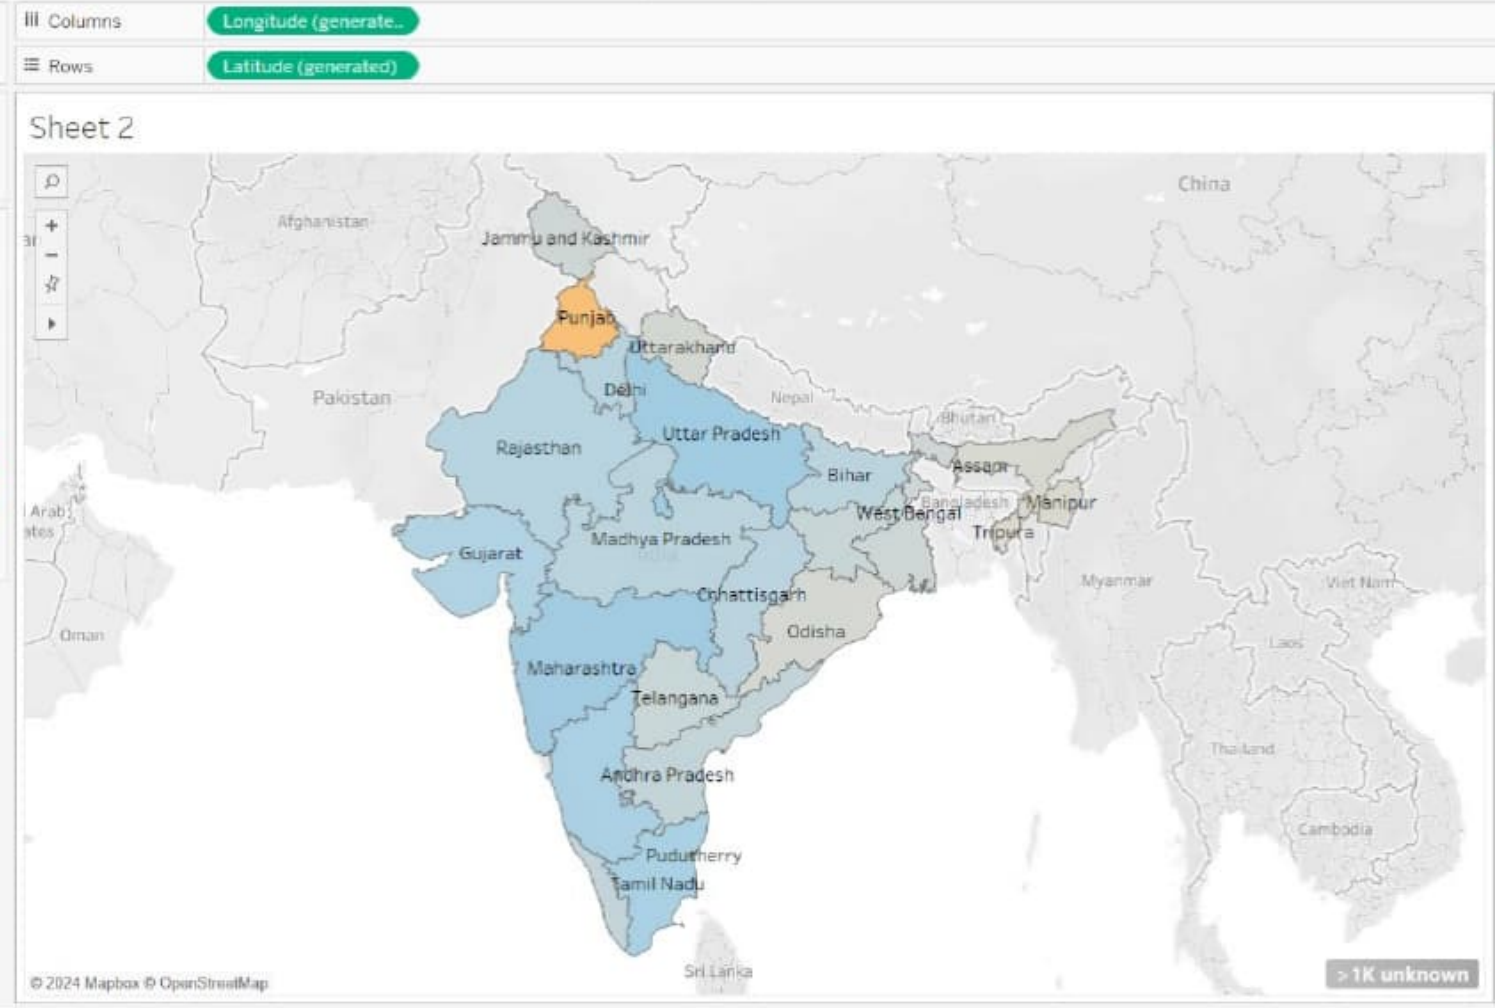 Columns
Longitude (generate..
Rows
Latitude (generated)
Sheet 2
China
Afghanistan
Jammu and Kashmir
Punjab
Uttarakhand
Delhi
Pakistan
Nepal
Bhutan
Uttar Pradesh
Rajasthan
Assam
Bihar
Bangladesh
Manipur
West Bengal
Arab
Tripura
Madhya Pradesh
Gujarat
India
Myanmar
Viet Nam
Chhattisgarh
Oman
Odisha
Laos
Maharashtra
Telangana
Thailand
Andhra Pradesh
Cambodia
Puducherry
Tamil Nadu
Sri Lanka
> 1K unknown
© 2024 Mapbox © OpenStreetMap